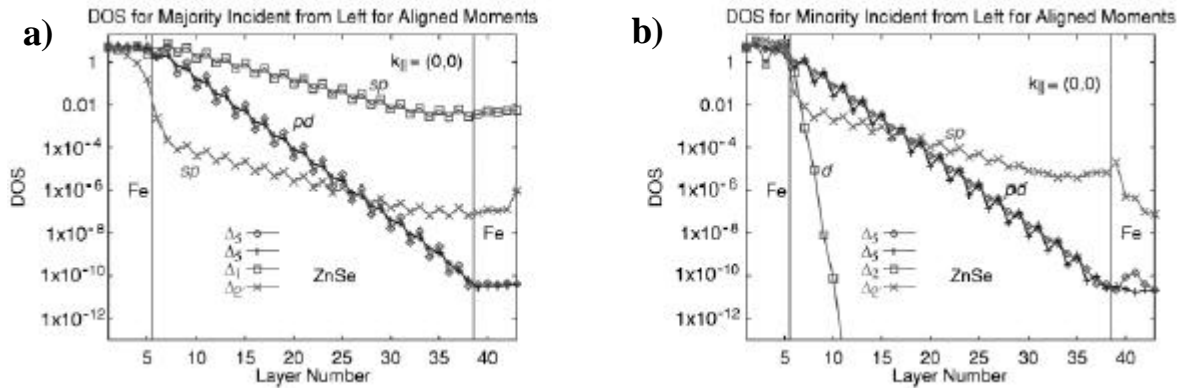 a)
DOS for Majority Incident from Left for Aligned Moments
DOS
1
0.01
1x10⁻⁴
1x10⁻⁶
1x10⁻⁸
1x10⁻¹⁰
1x10⁻¹²
k∥ = (0,0)
sp
pd
sp
Fe
Fe
Δ5
Δ5
Δ1
Δ2
ZnSe
5 10 15 20 25 30 35 40
Layer Number
b)
DOS for Minority Incident from Left for Aligned Moments
DOS
1
0.01
1x10⁻⁴
1x10⁻⁶
1x10⁻⁸
1x10⁻¹⁰
1x10⁻¹²
k∥ = (0,0)
sp
d
pd
Fe
Fe
Δ5
Δ5
Δ2
Δ2
ZnSe
5 10 15 20 25 30 35 40
Layer Number